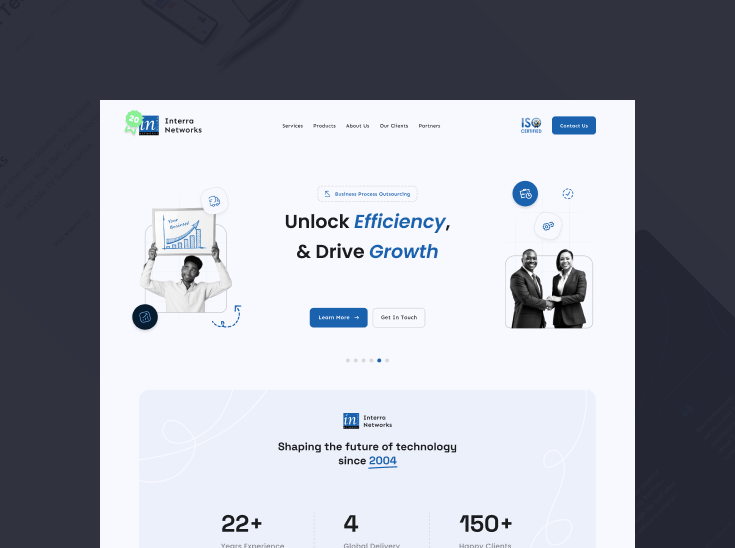 20
in
Interra
Networks
Services
Products
About Us
Our Clients
Partners
ISO
CERTIFIED
Contact Us
Business Process Outsourcing
Your
Business
Unlock Efficiency,
& Drive Growth
Learn More →
Get In Touch
in
Interra
Networks
Shaping the future of technology
since 2004
22+
4
150+
Years Experience
Global Delivery
Happy Clients